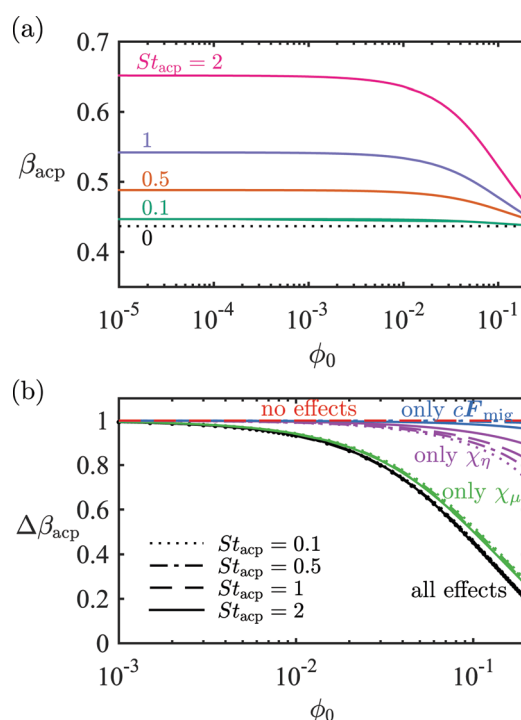 (a)
0.7
St_acp = 2
0.6
1
β_acp
0.5
0.5
0.1
0.4
0
10^-5
10^-4
10^-3
10^-2
10^-1
ϕ_0
(b)
1
no effects
only cF_mig
0.8
only χ_η
0.6
only χ_μ
Δβ_acp
0.4
St_acp = 0.1
St_acp = 0.5
0.2
St_acp = 1
all effects
St_acp = 2
0
10^-3
10^-2
10^-1
ϕ_0